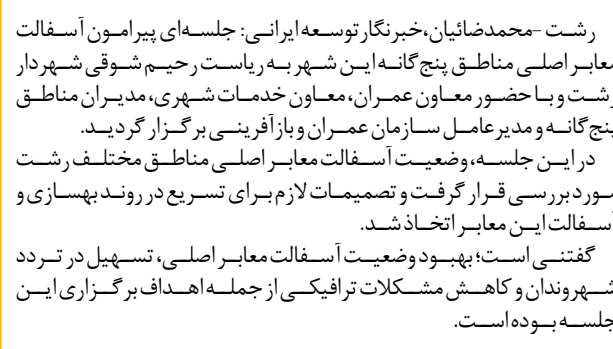 رشت -محمدضائیان،خبرنگار توسعه ایرانی: جلسه‌ای پیرامون آسفالت
معابر اصلی مناطق پنج‌گانه این شهر به ریاست رحیم شوقی شهردار
رشت و با حضور معاون عمران، معاون خدمات شهری، مدیران مناطق
پنج‌گانه و مدیرعامل سازمان عمران و بازآفرینی برگزار گردید.
در این جلسه، وضعیت آسفالت معابر اصلی مناطق مختلف رشت
مورد بررسی قرار گرفت و تصمیمات لازم برای تسریع در روند بهسازی و
آسفالت این معابر اتخاذ شد.
گفتنی است؛ بهبود وضعیت آسفالت معابر اصلی، تسهیل در تردد
شهروندان و کاهش مشکلات ترافیکی از جمله اهداف برگزاری این
جلسه بوده است.